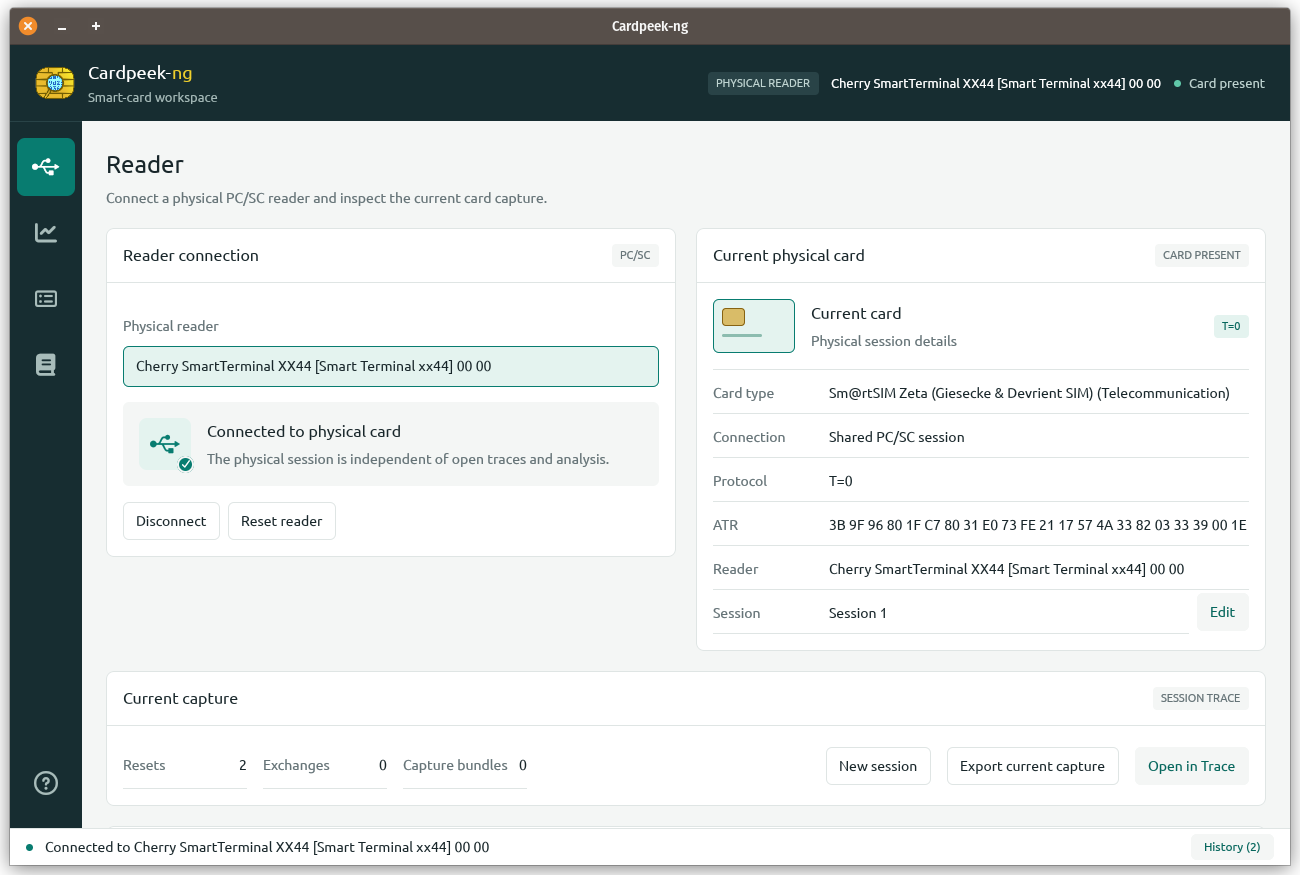 Cardpeek-ng
Cardpeek-ng
Smart-card workspace
PHYSICAL READER
Cherry SmartTerminal XX44 [Smart Terminal xx44] 00 00
Card present
Reader
Connect a physical PC/SC reader and inspect the current card capture.
Reader connection
PC/SC
Physical reader
Cherry SmartTerminal XX44 [Smart Terminal xx44] 00 00
Connected to physical card
The physical session is independent of open traces and analysis.
Disconnect
Reset reader
Current physical card
CARD PRESENT
Current card
Physical session details
T=0
Card type
Sm@rtSIM Zeta (Giesecke & Devrient SIM) (Telecommunication)
Connection
Shared PC/SC session
Protocol
T=0
ATR
3B 9F 96 80 1F C7 80 31 E0 73 FE 21 17 57 4A 33 82 03 33 39 00 1E
Reader
Cherry SmartTerminal XX44 [Smart Terminal xx44] 00 00
Session
Session 1
Edit
Current capture
SESSION TRACE
Resets 2
Exchanges 0
Capture bundles 0
New session
Export current capture
Open in Trace
Connected to Cherry SmartTerminal XX44 [Smart Terminal xx44] 00 00
History (2)